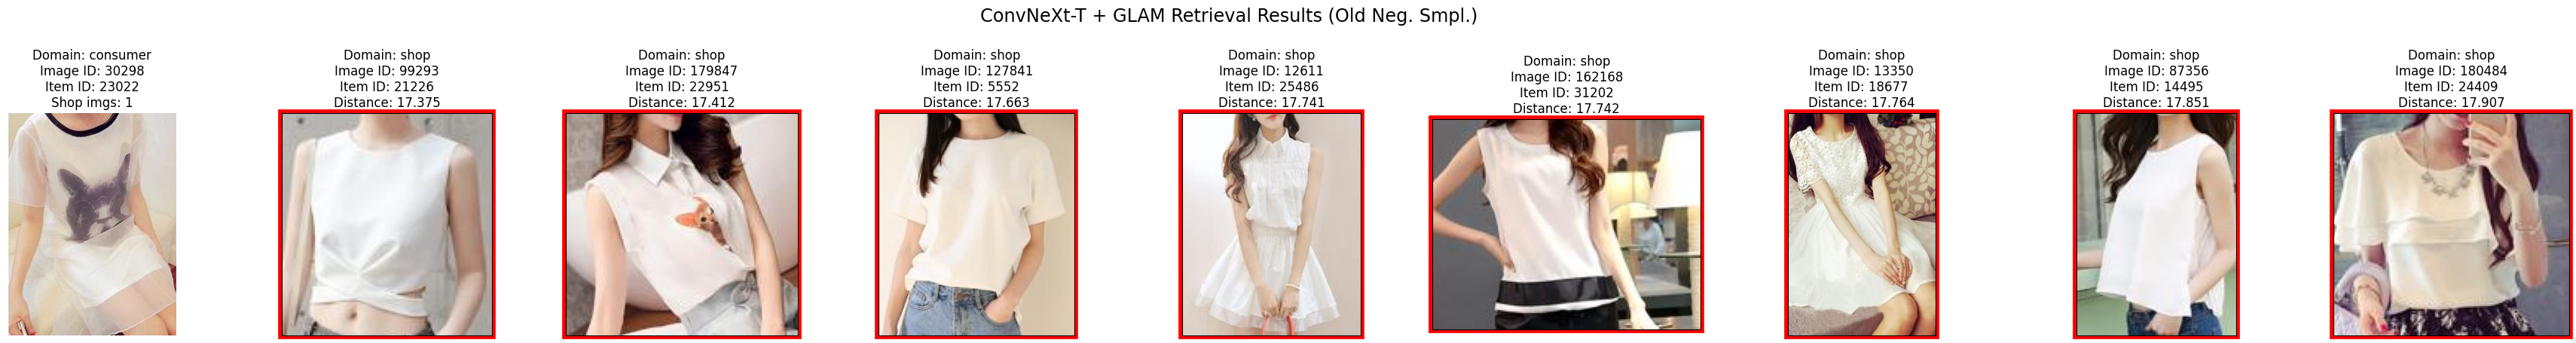 ConvNeXt-T + GLAM Retrieval Results (Old Neg. Smpl.)
Domain: consumer
Image ID: 30298
Item ID: 23022
Shop imgs: 1
Domain: shop
Image ID: 99293
Item ID: 21226
Distance: 17.375
Domain: shop
Image ID: 179847
Item ID: 22951
Distance: 17.412
Domain: shop
Image ID: 127841
Item ID: 5552
Distance: 17.663
Domain: shop
Image ID: 12611
Item ID: 25486
Distance: 17.741
Domain: shop
Image ID: 162168
Item ID: 31202
Distance: 17.742
Domain: shop
Image ID: 13350
Item ID: 18677
Distance: 17.764
Domain: shop
Image ID: 87356
Item ID: 14495
Distance: 17.851
Domain: shop
Image ID: 180484
Item ID: 24409
Distance: 17.907